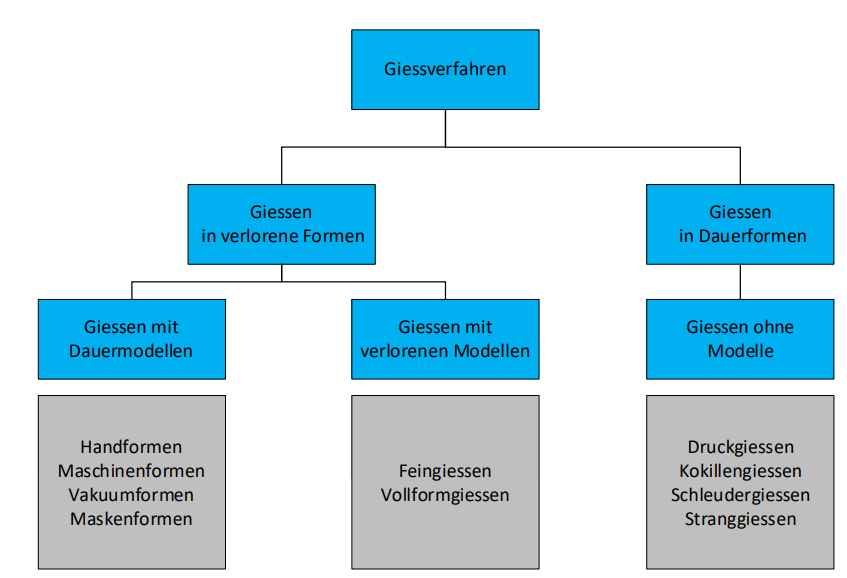 Giessverfahren
Giessen
in verlorene Formen
Giessen
in Dauerformen
Giessen mit
Dauermodellen
Giessen mit
verlorenen Modellen
Giessen ohne
Modelle
Handformen
Maschinenformen
Vakuumformen
Maskenformen
Feingiessen
Vollformgiessen
Druckgiessen
Kokillengiessen
Schleudergiessen
Stranggiessen